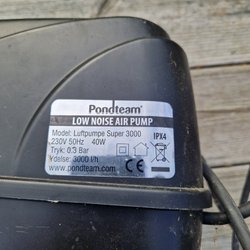 Pondteam®
LOW NOISE AIR PUMP
Model: Luftpumpe Super 3000
230V 50Hz 40W
Tryk: 0.3 Bar
Ydelse: 3000 l/h
www.pondteam.com
IPX4
CE